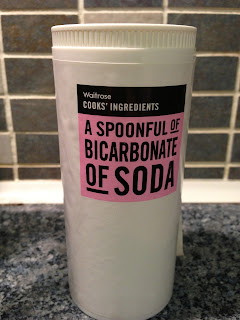 Waitrose
COOKS' INGREDIENTS
A SPOONFUL OF
BICARBONATE
OF SODA